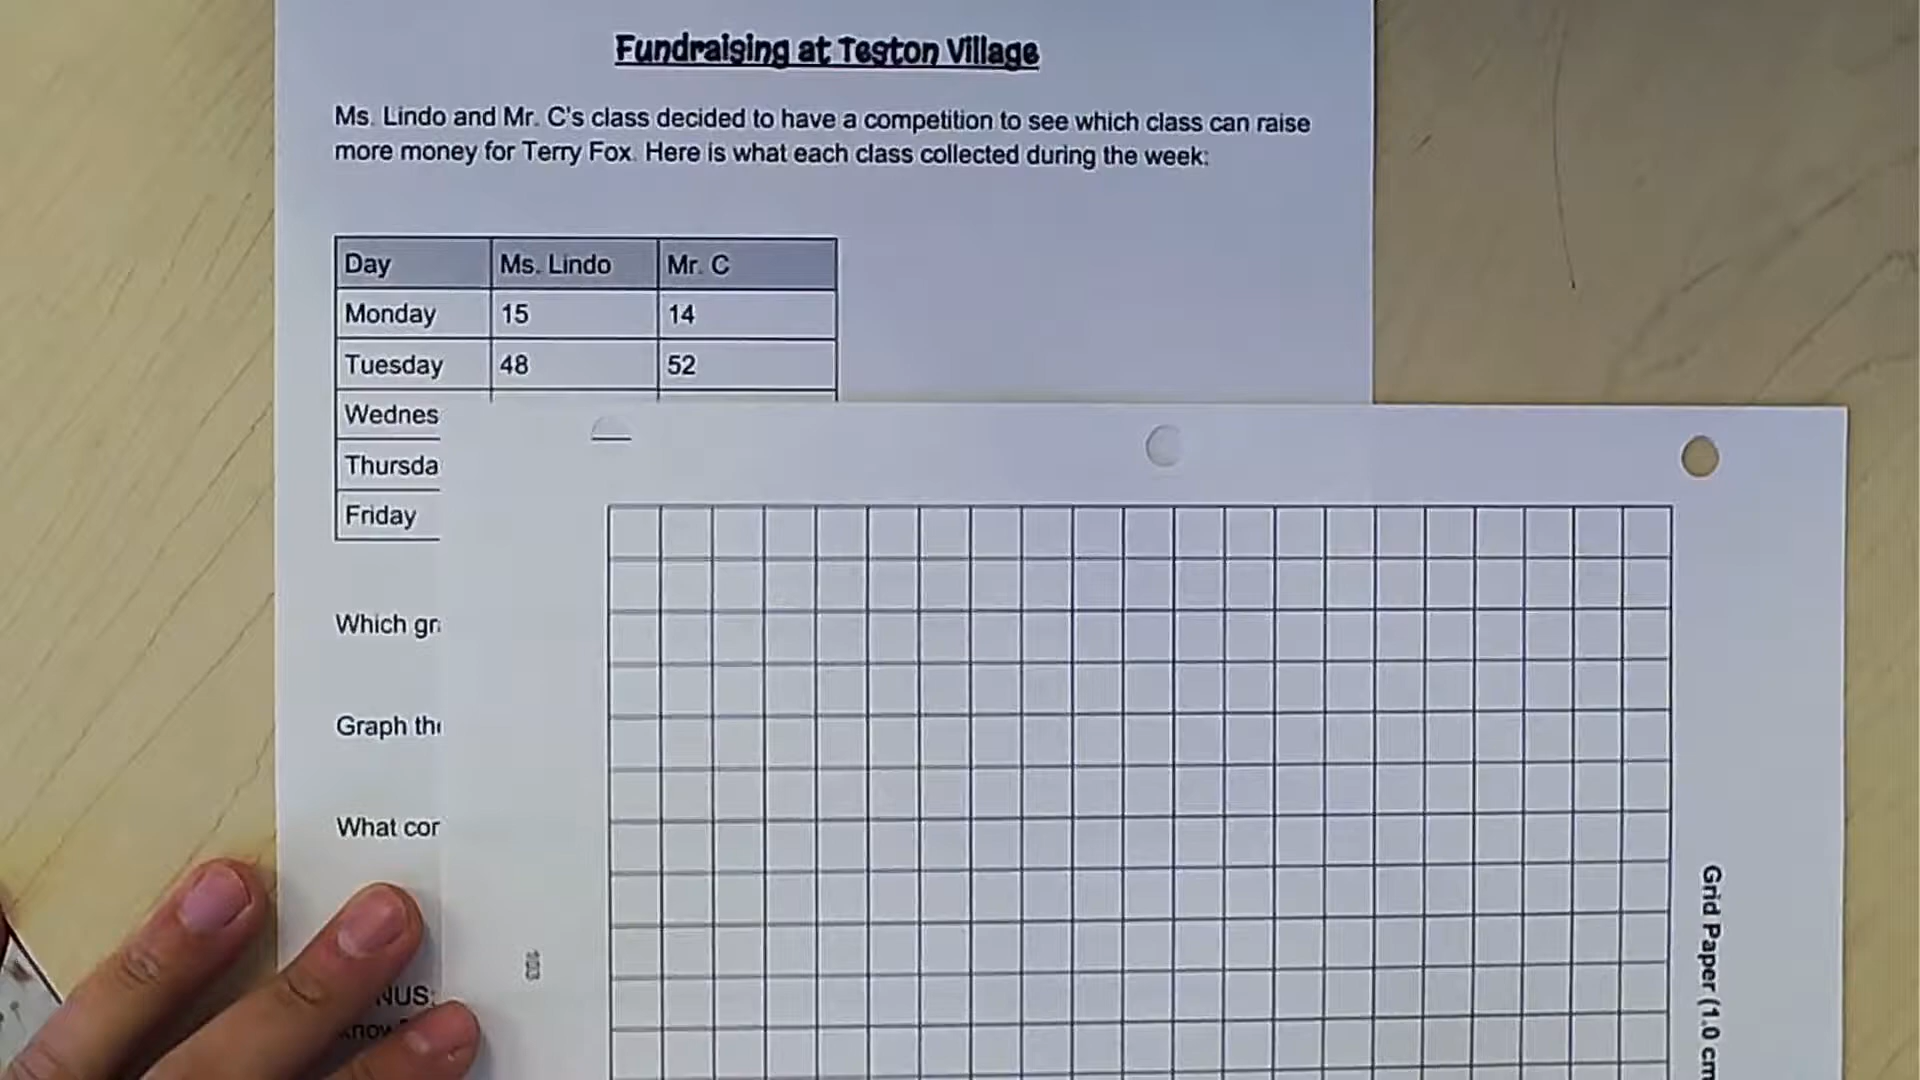 Fundraising at Teston Village
Ms. Lindo and Mr. C's class decided to have a competition to see which class can raise
more money for Terry Fox. Here is what each class collected during the week:
Day Ms. Lindo Mr. C
Monday 15 14
Tuesday 48 52
Wednes
Thursda
Friday
Which gr
Graph th
What cor
NUS:
know
103
Grid Paper (1.0 cm